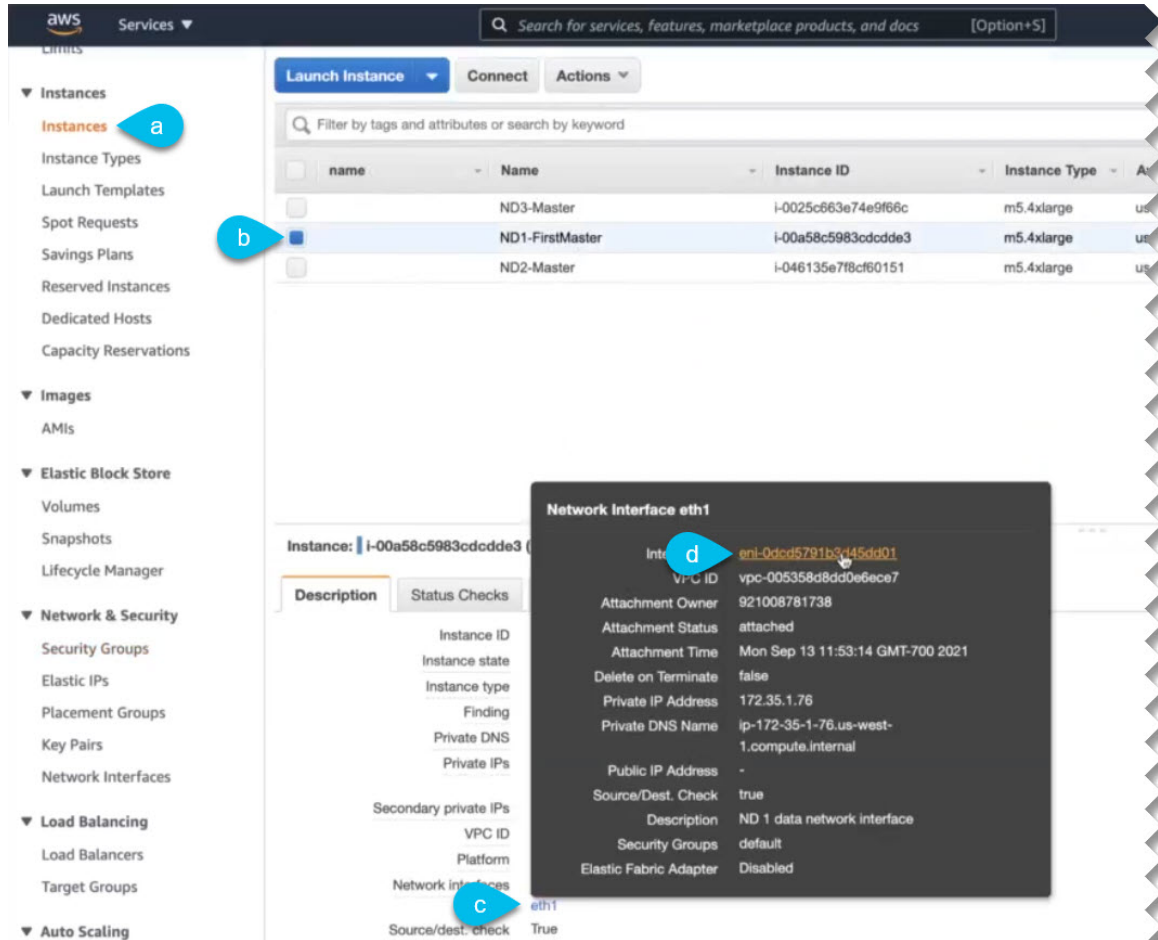 aws Services Search for services, features, marketplace products, and docs [Option+S]
Limits
Instances
Instances a
Instance Types
Launch Templates
Spot Requests
Savings Plans
Reserved Instances
Dedicated Hosts
Capacity Reservations
Images
AMIs
Elastic Block Store
Volumes
Snapshots
Lifecycle Manager
Network & Security
Security Groups
Elastic IPs
Placement Groups
Key Pairs
Network Interfaces
Load Balancing
Load Balancers
Target Groups
Auto Scaling
Launch Instance Connect Actions
Filter by tags and attributes or search by keyword
name Name Instance ID Instance Type
ND3-Master i-0025c663e74e9f66c m5.4xlarge us
b ND1-FirstMaster i-00a58c5983cdcdde3 m5.4xlarge us
ND2-Master i-046135e7f8cf60151 m5.4xlarge us
Instance: i-00a58c5983cdcdde3 (
Description Status Checks
Instance ID
Instance state
Instance type
Finding
Private DNS
Private IPs
Secondary private IPs
VPC ID
Platform
Network interfaces
c eth1
Source/dest. check True
Network Interface eth1
d eni-0dcd5791b3d45dd01
VPC ID vpc-005358d8dd0e6ece7
Attachment Owner 921008781738
Attachment Status attached
Attachment Time Mon Sep 13 11:53:14 GMT-700 2021
Delete on Terminate false
Private IP Address 172.35.1.76
Private DNS Name ip-172-35-1-76.us-west-
1.compute.internal
Public IP Address -
Source/Dest. Check true
Description ND 1 data network interface
Security Groups default
Elastic Fabric Adapter Disabled